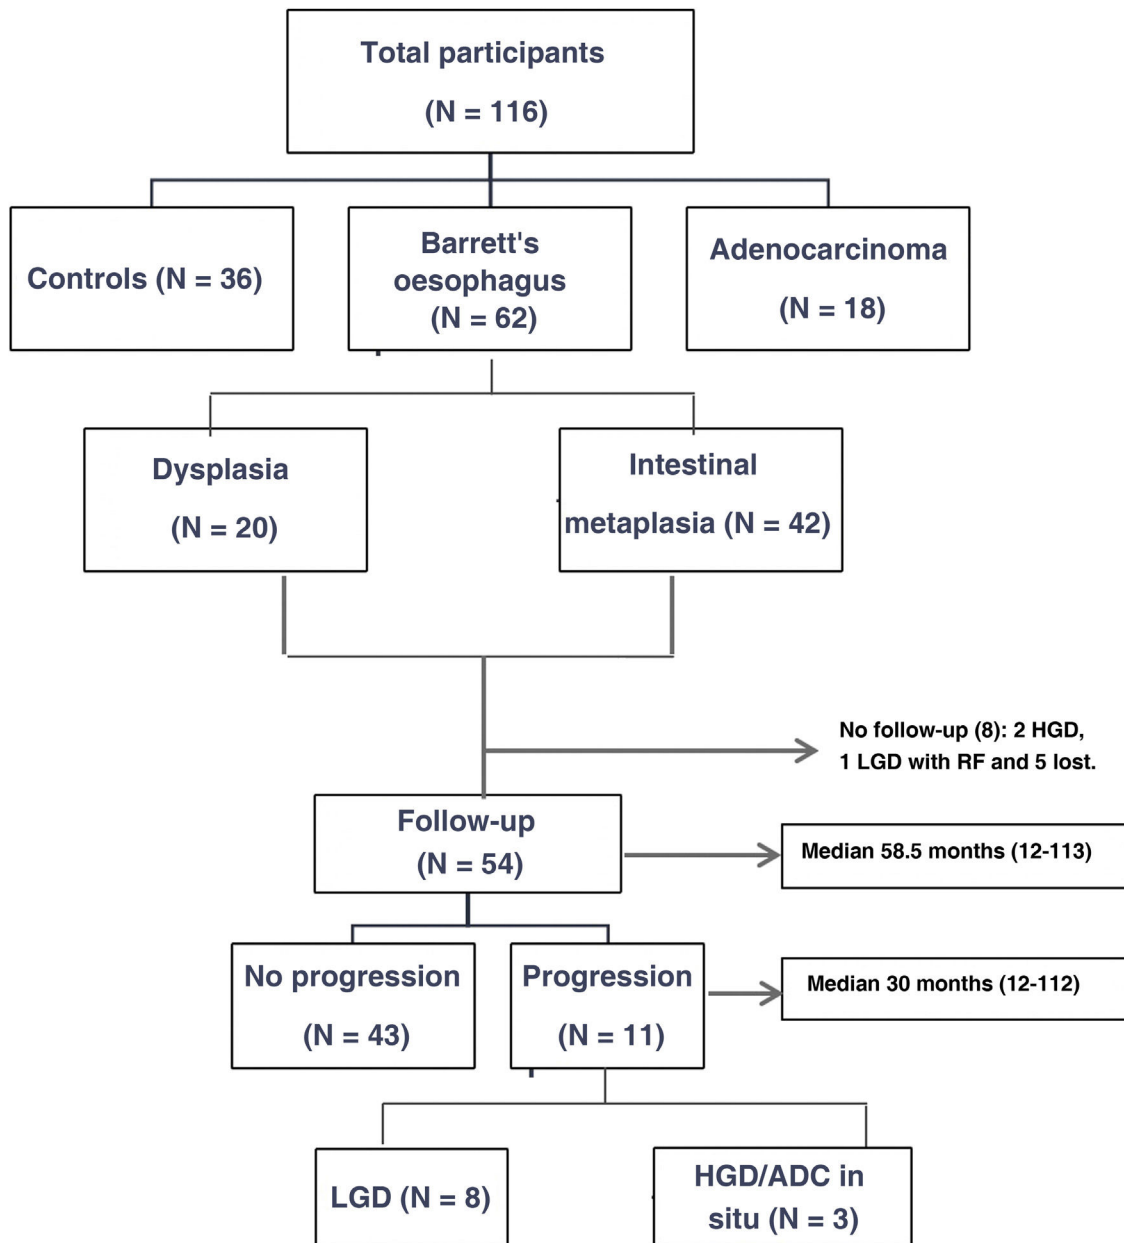 Total participants
(N = 116)
Controls (N = 36)
Barrett's
oesophagus
(N = 62)
Adenocarcinoma
(N = 18)
Dysplasia
(N = 20)
Intestinal
metaplasia (N = 42)
No follow-up (8): 2 HGD,
1 LGD with RF and 5 lost.
Follow-up
(N = 54)
Median 58.5 months (12-113)
No progression
(N = 43)
Progression
(N = 11)
Median 30 months (12-112)
LGD (N = 8)
HGD/ADC in
situ (N = 3)